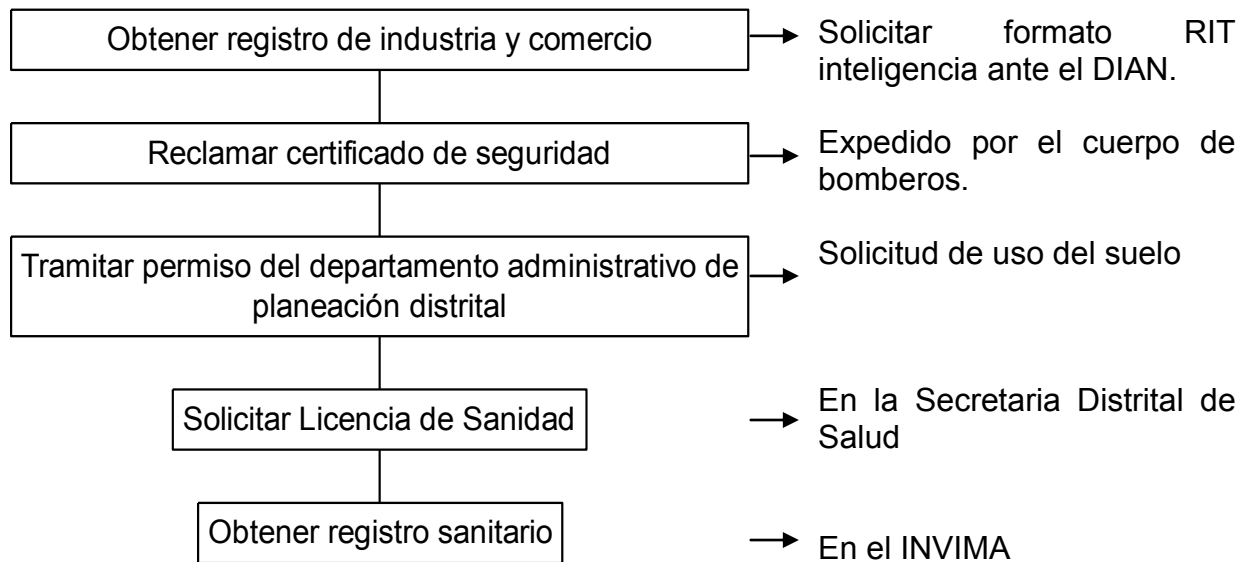 Obtener registro de industria y comercio
Solicitar formato RIT
inteligencia ante el DIAN.
Reclamar certificado de seguridad
Expedido por el cuerpo de
bomberos.
Tramitar permiso del departamento administrativo de
planeación distrital
Solicitud de uso del suelo
Solicitar Licencia de Sanidad
En la Secretaria Distrital de
Salud
Obtener registro sanitario
En el INVIMA